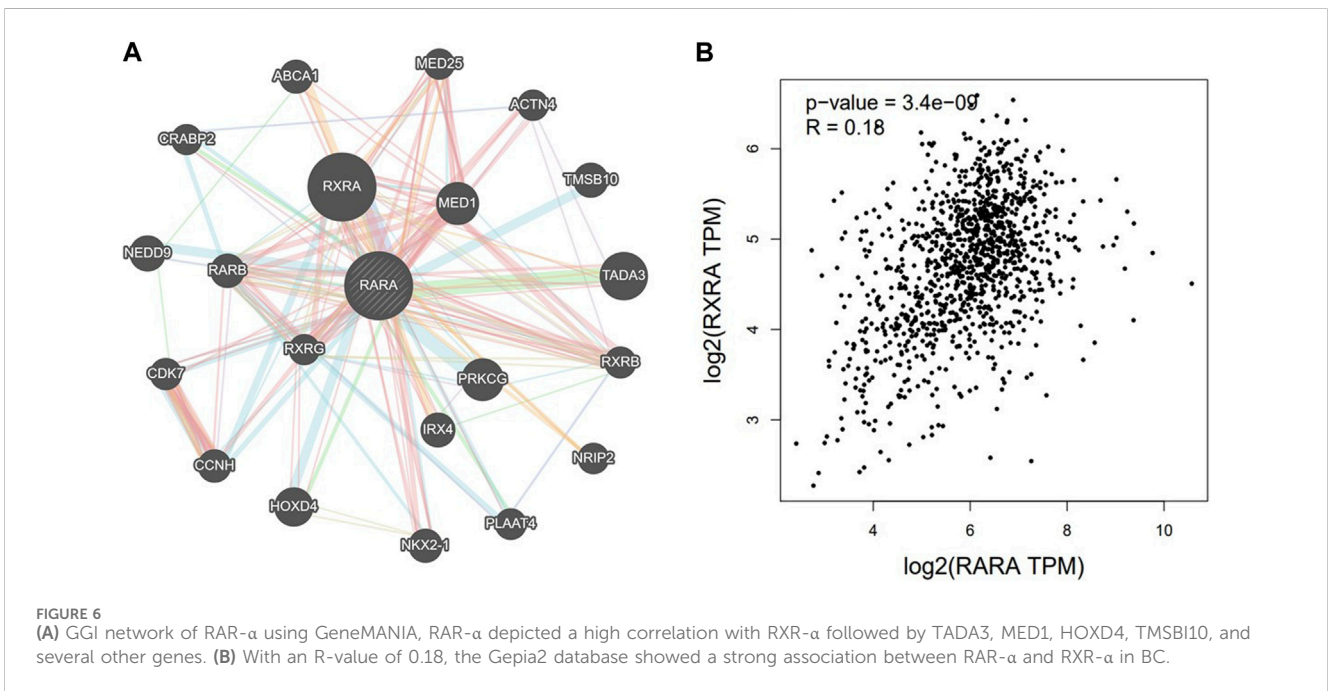 A
B
MED25
ABCA1
ACTN4
CRABP2
TMSB10
RXRA
MED1
NEDD9
RARB
TADA3
RARA
RXRG
RXRB
CDK7
PRKCG
IRX4
NRIP2
CCNH
HOXD4
PLAAT4
NKX2-1
p-value = 3.4e-09
R = 0.18
log2(RXRA TPM)
6
5
4
3
4
6
8
10
log2(RARA TPM)
FIGURE 6
(A) GGI network of RAR-α using GeneMANIA, RAR-α depicted a high correlation with RXR-α followed by TADA3, MED1, HOXD4, TMSBI10, and
several other genes. (B) With an R-value of 0.18, the Gepia2 database showed a strong association between RAR-α and RXR-α in BC.